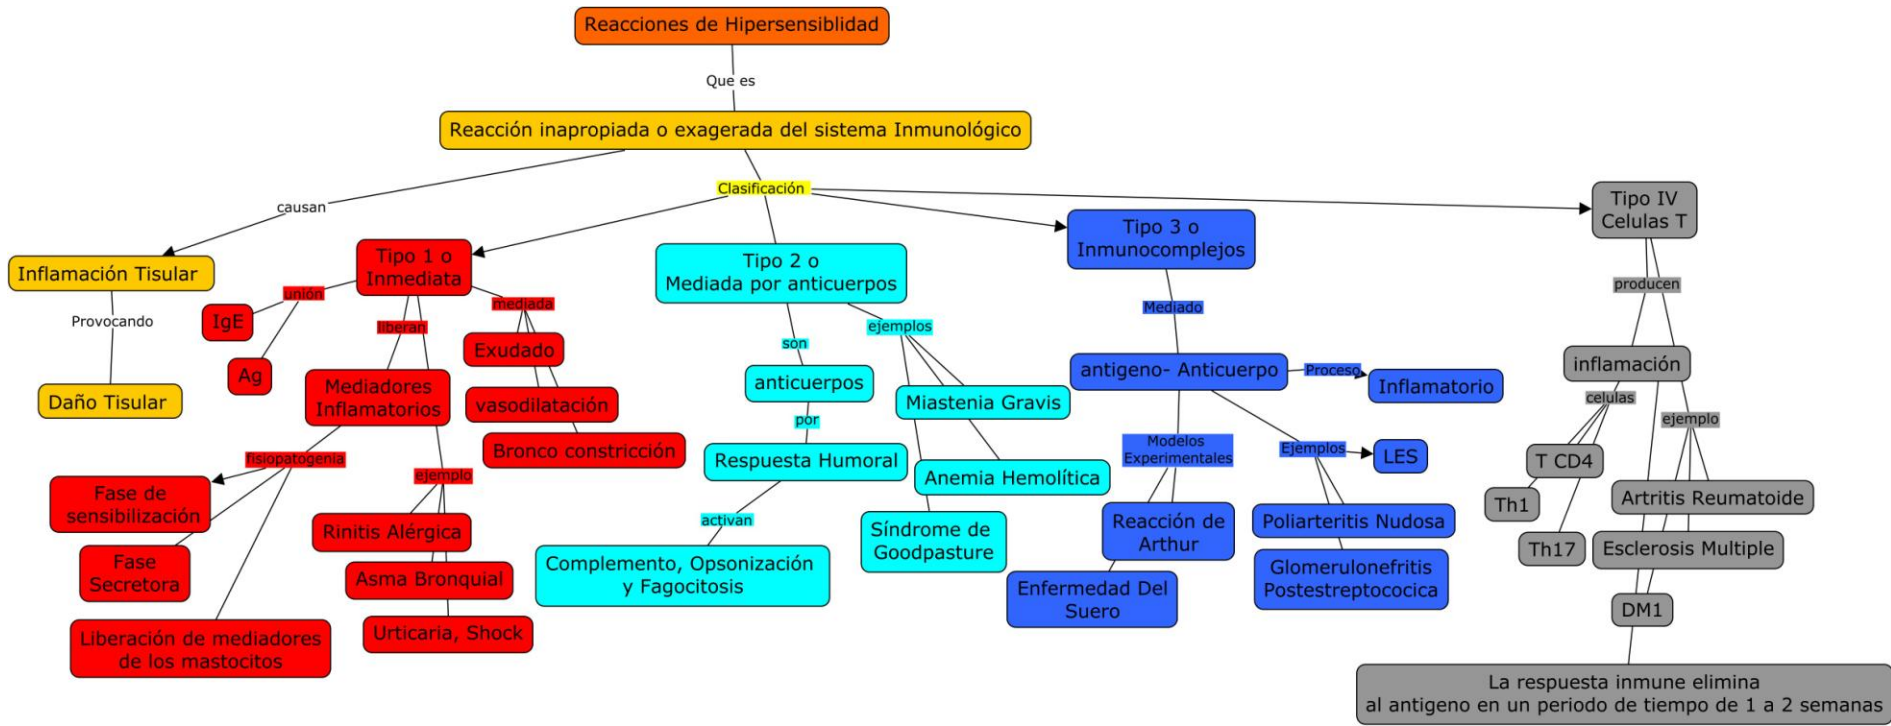 Reacciones de Hipersensiblidad
Que es
Reacción inapropiada o exagerada del sistema Inmunológico
causan
Clasificación
Inflamación Tisular
Provocando
Daño Tisular
Tipo 1 o
Inmediata
unión
IgE
Ag
liberan
Mediadores
Inflamatorios
mediada
Exudado
vasodilatación
Bronco constricción
fisiopatogenia
Fase de
sensibilización
Fase
Secretora
Liberación de mediadores
de los mastocitos
ejemplo
Rinitis Alérgica
Asma Bronquial
Urticaria, Shock
Tipo 2 o
Mediada por anticuerpos
son
anticuerpos
por
Respuesta Humoral
activan
Complemento, Opsonización
y Fagocitosis
ejemplos
Miastenia Gravis
Anemia Hemolítica
Síndrome de
Goodpasture
Tipo 3 o
Inmunocomplejos
Mediado
antigeno- Anticuerpo
Proceso
Inflamatorio
Modelos
Experimentales
Reacción de
Arthur
Enfermedad Del
Suero
Ejemplos
LES
Poliarteritis Nudosa
Glomerulonefritis
Postestreptococica
Tipo IV
Celulas T
producen
inflamación
celulas
T CD4
Th1
Th17
ejemplo
Artritis Reumatoide
Esclerosis Multiple
DM1
La respuesta inmune elimina
al antigeno en un periodo de tiempo de 1 a 2 semanas